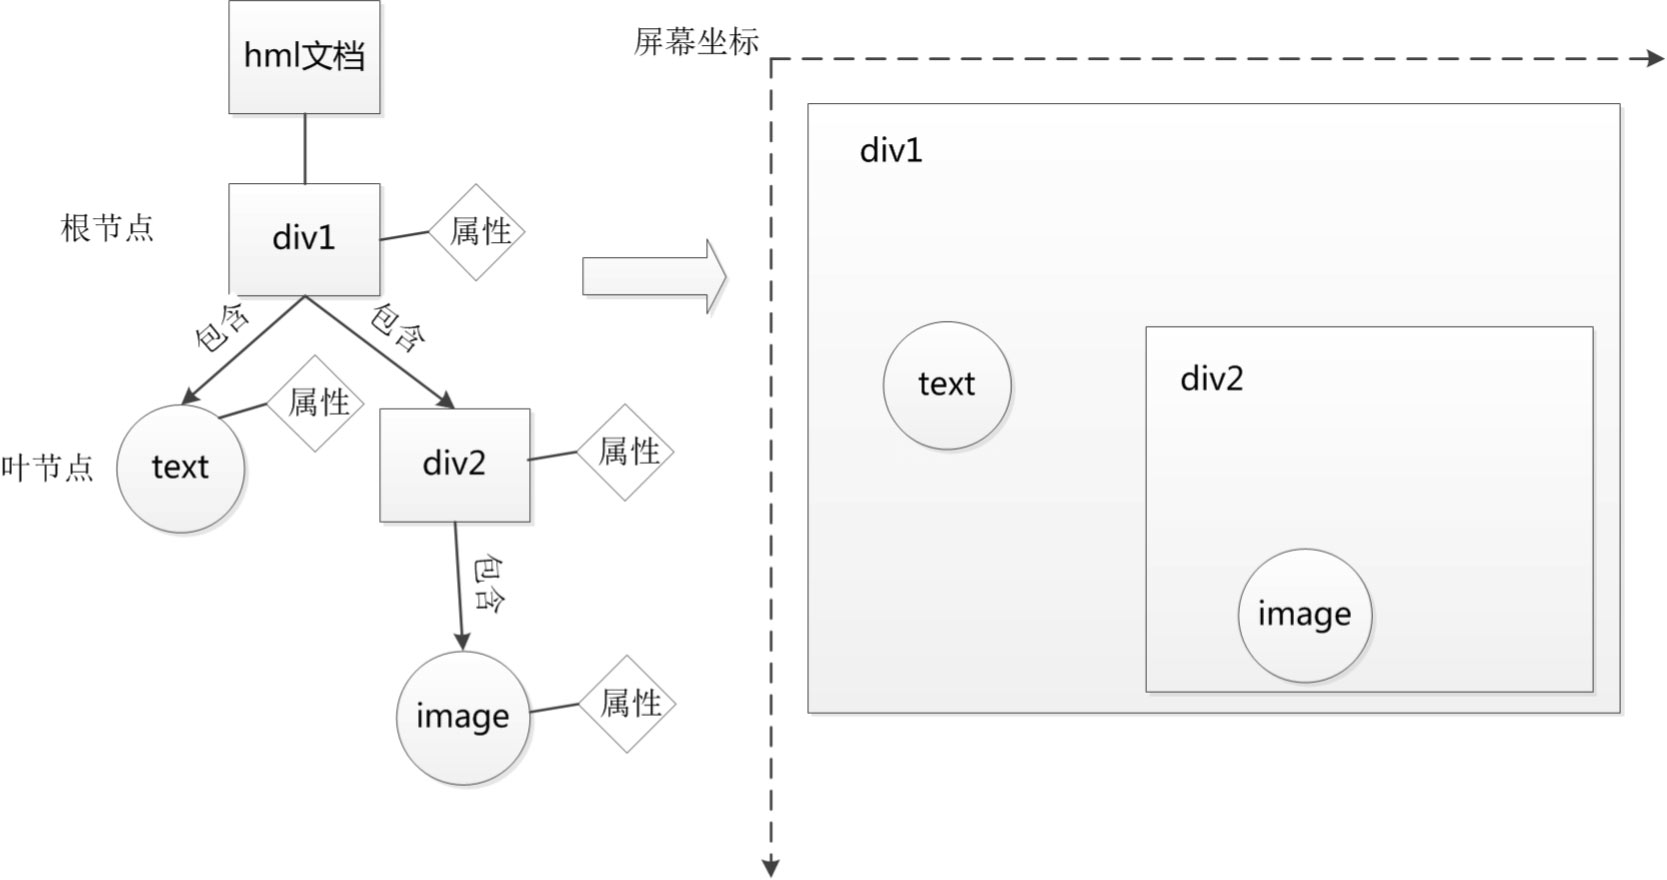 hml文档
根节点
div1
属性
包含
包含
属性
叶节点
text
div2
属性
包含
image
属性
屏幕坐标
div1
text
div2
image